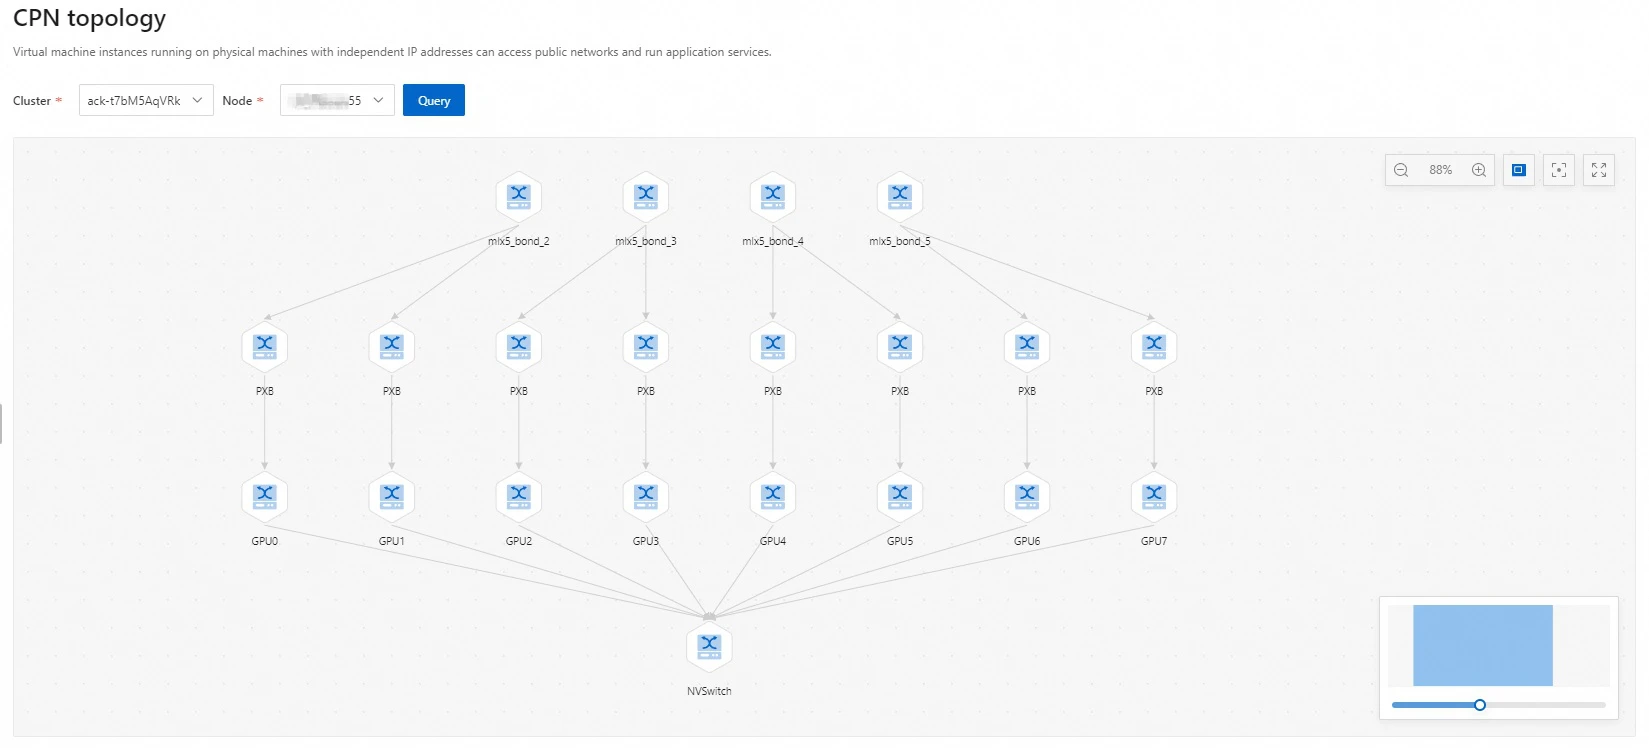 CPN topology
Virtual machine instances running on physical machines with independent IP addresses can access public networks and run application services.
Cluster * ack-t7bM5AqVRk Node * 55 Query
88%
mlx5_bond_2 mlx5_bond_3 mlx5_bond_4 mlx5_bond_5
PXB PXB PXB PXB PXB PXB PXB PXB
GPU0 GPU1 GPU2 GPU3 GPU4 GPU5 GPU6 GPU7
NVSwitch